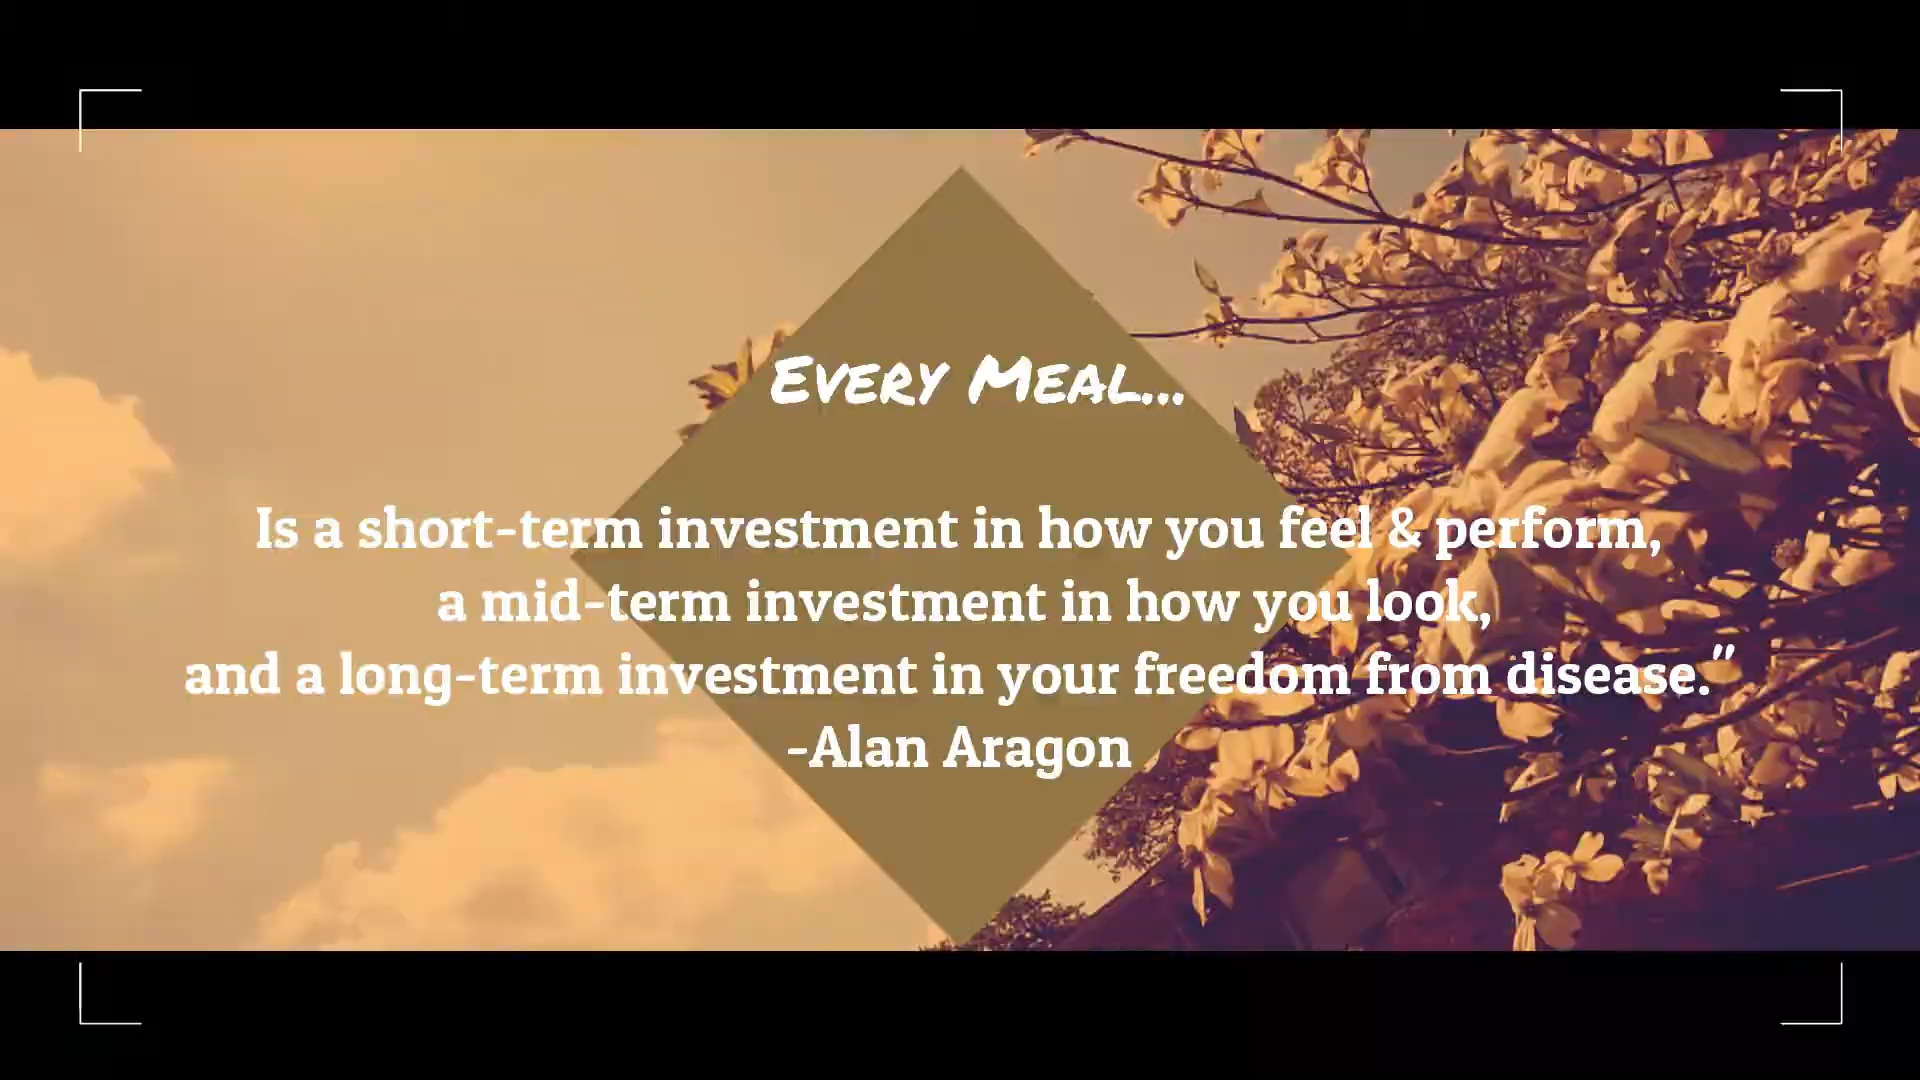 EVERY MEAL...
Is a short-term investment in how you feel & perform,
a mid-term investment in how you look,
and a long-term investment in your freedom from disease."
-Alan Aragon